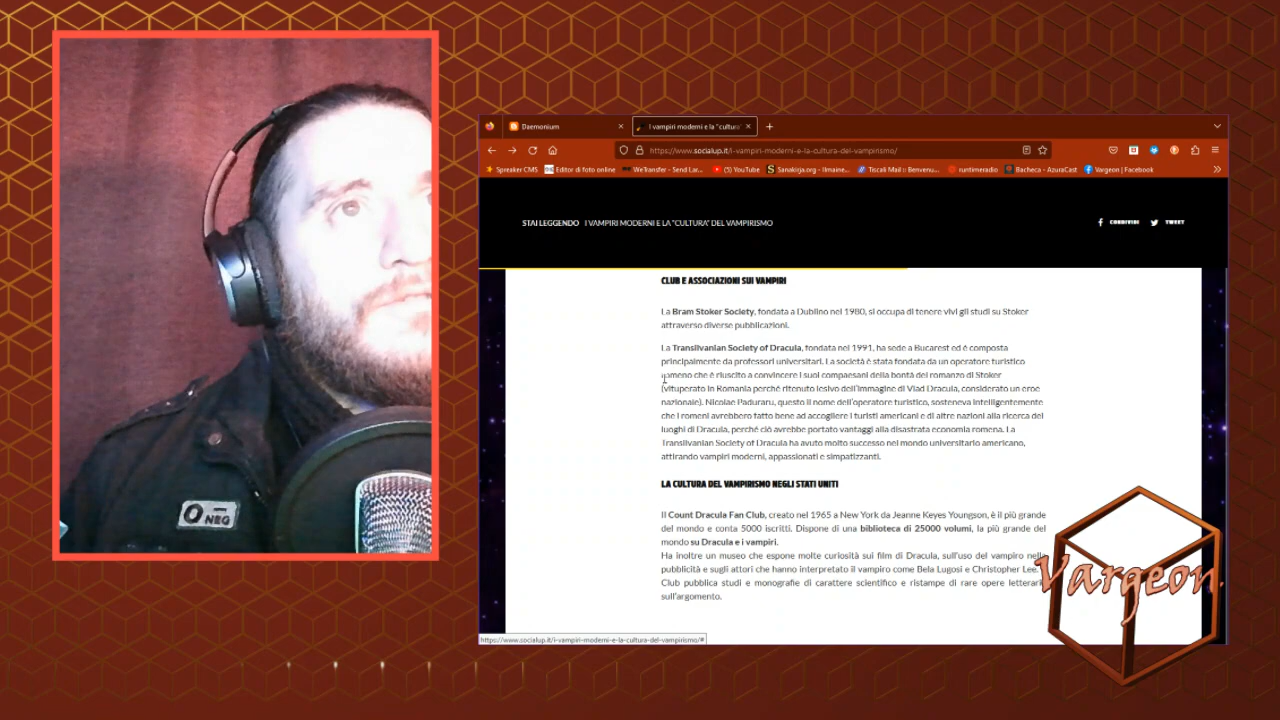 Daemonium
I vampiri moderni e la "cultura"
https://www.socialup.it/i-vampiri-moderni-e-la-cultura-del-vampirismo/
Spreaker CMS
Editor di foto online
WeTransfer - Send Lar...
(1) YouTube
Sanakirja.org - Ilmaine...
Tiscali Mail :: Benvenu...
runtimeradio
Bacheca - AzuraCast
Vargeon | Facebook
STAI LEGGENDO I VAMPIRI MODERNI E LA "CULTURA" DEL VAMPIRISMO
CONDIVIDI TWEET
CLUB E ASSOCIAZIONI SUI VAMPIRI
La Bram Stoker Society, fondata a Dublino nel 1980, si occupa di tenere vivi gli studi su Stoker
attraverso diverse pubblicazioni.
La Transilvanian Society of Dracula, fondata nel 1991, ha sede a Bucarest ed è composta
principalmente da professori universitari. La società è stata fondata da un operatore turistico
romeno che è riuscito a convincere i suoi compaesani della bontà del romanzo di Stoker
(vituperato in Romania perché ritenuto lesivo dell'immagine di Vlad Dracula, considerato un eroe
nazionale). Nicolae Paduraru, questo il nome dell'operatore turistico, sosteneva intelligentemente
che i romeni avrebbero fatto bene ad accogliere i turisti americani e di altre nazioni alla ricerca dei
luoghi di Dracula, perché ciò avrebbe portato vantaggi alla disastrata economia romena. La
Transilvanian Society of Dracula ha avuto molto successo nel mondo universitario americano,
attirando vampiri moderni, appassionati e simpatizzanti.
LA CULTURA DEL VAMPIRISMO NEGLI STATI UNITI
Il Count Dracula Fan Club, creato nel 1965 a New York da Jeanne Keyes Youngson, è il più grande
del mondo e conta 5000 iscritti. Dispone di una biblioteca di 25000 volumi, la più grande del
mondo su Dracula e i vampiri.
Ha inoltre un museo che espone molte curiosità sui film di Dracula, sull'uso del vampiro nella
pubblicità e sugli attori che hanno interpretato il vampiro come Bela Lugosi e Christopher Lee.
Club pubblica studi e monografie di carattere scientifico e ristampe di rare opere letterarie
sull'argomento.
https://www.socialup.it/i-vampiri-moderni-e-la-cultura-del-vampirismo/#
O NEG
Vargeon